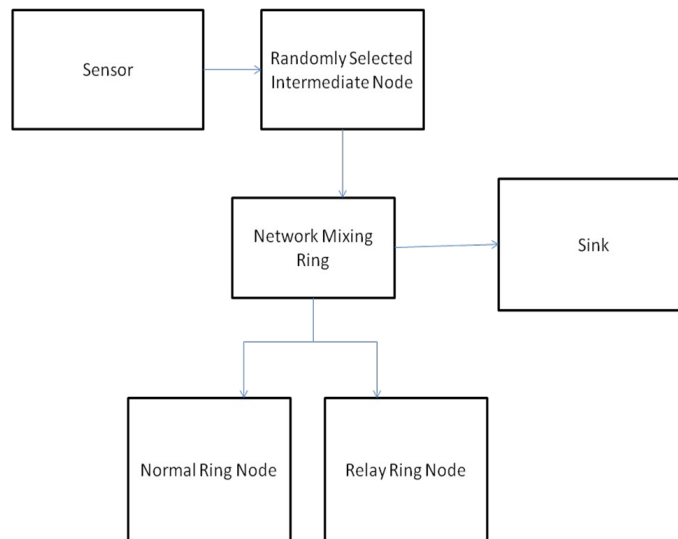 Sensor
Randomly Selected
Intermediate Node
Network Mixing
Ring
Sink
Normal Ring Node
Relay Ring Node